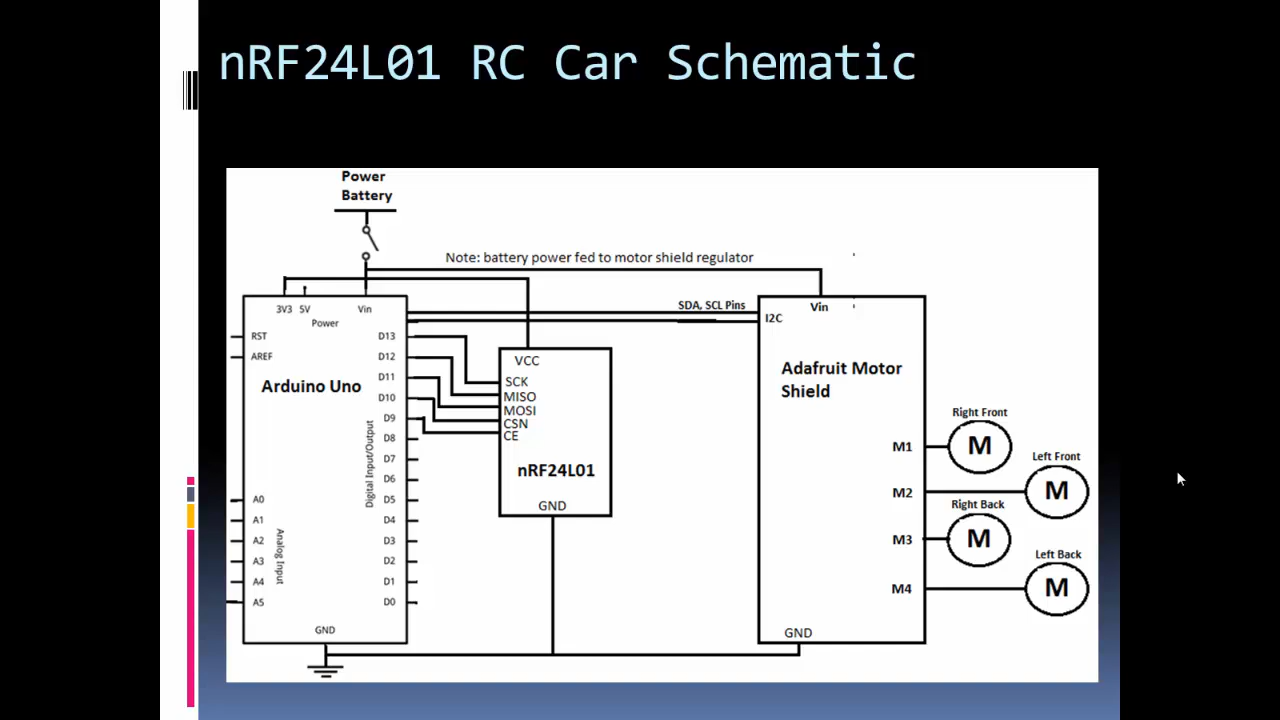 nRF24L01 RC Car Schematic
Power
Battery
Note: battery power fed to motor shield regulator
3V3 5V Vin
Power
RST
AREF
Arduino Uno
D13
D12
D11
D10
D9
D8
D7
D6
D5
D4
D3
D2
D1
D0
Digital Input/Output
A0
A1
A2
A3
A4
A5
Analog Input
GND
VCC
SCK
MISO
MOSI
CSN
CE
nRF24L01
GND
SDA, SCL Pins
Vin
I2C
Adafruit Motor
Shield
M1
M2
M3
M4
GND
Right Front
M
Left Front
M
Right Back
M
Left Back
M